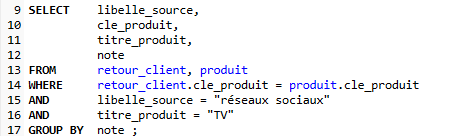 9 SELECT libelle_source,
10 cle_produit,
11 titre_produit,
12 note
13 FROM retour_client, produit
14 WHERE retour_client.cle_produit = produit.cle_produit
15 AND libelle_source = "réseaux sociaux"
16 AND titre_produit = "TV"
17 GROUP BY note ;